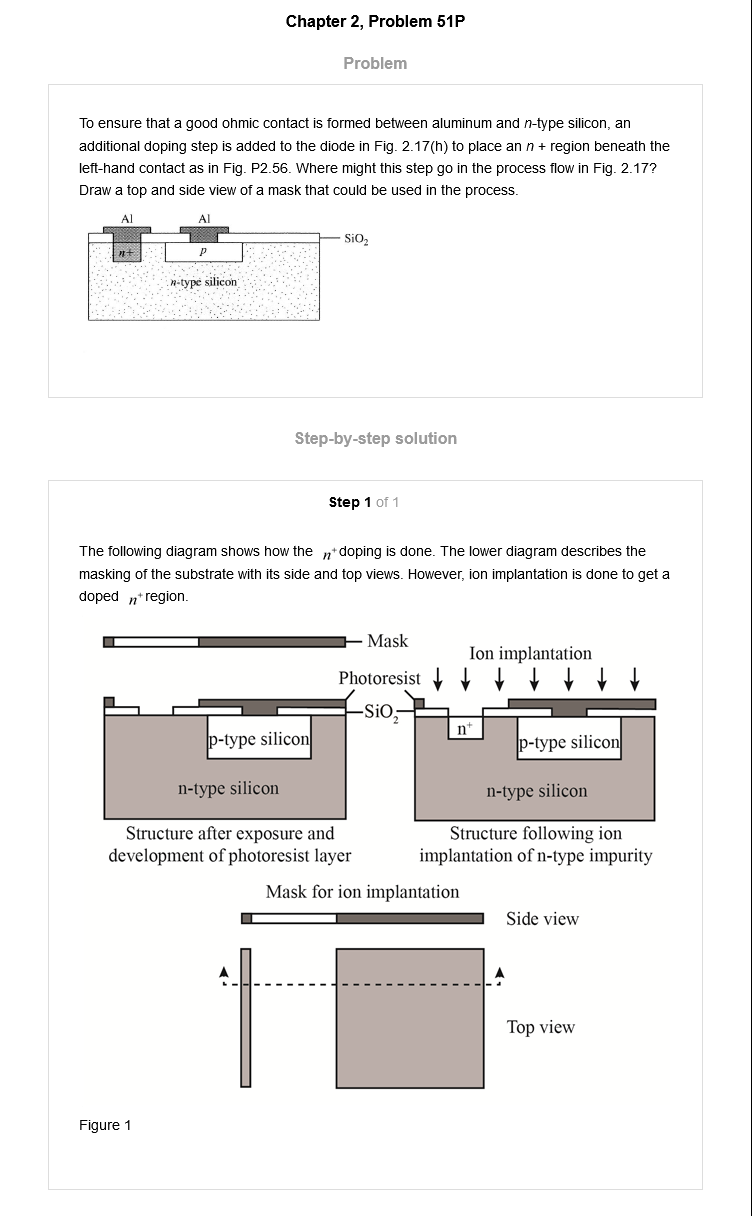 Chapter 2, Problem 51P
Problem
To ensure that a good ohmic contact is formed between aluminum and n-type silicon, an
additional doping step is added to the diode in Fig. 2.17(h) to place an n + region beneath the
left-hand contact as in Fig. P2.56. Where might this step go in the process flow in Fig. 2.17?
Draw a top and side view of a mask that could be used in the process.
Al Al
SiO₂
n+ p
n-type silicon
Step-by-step solution
Step 1 of 1
The following diagram shows how the n⁺ doping is done. The lower diagram describes the
masking of the substrate with its side and top views. However, ion implantation is done to get a
doped n⁺ region.
Mask
Ion implantation
Photoresist
SiO₂
n⁺
p-type silicon p-type silicon
n-type silicon n-type silicon
Structure after exposure and
development of photoresist layer
Structure following ion
implantation of n-type impurity
Mask for ion implantation
Side view
Top view
Figure 1